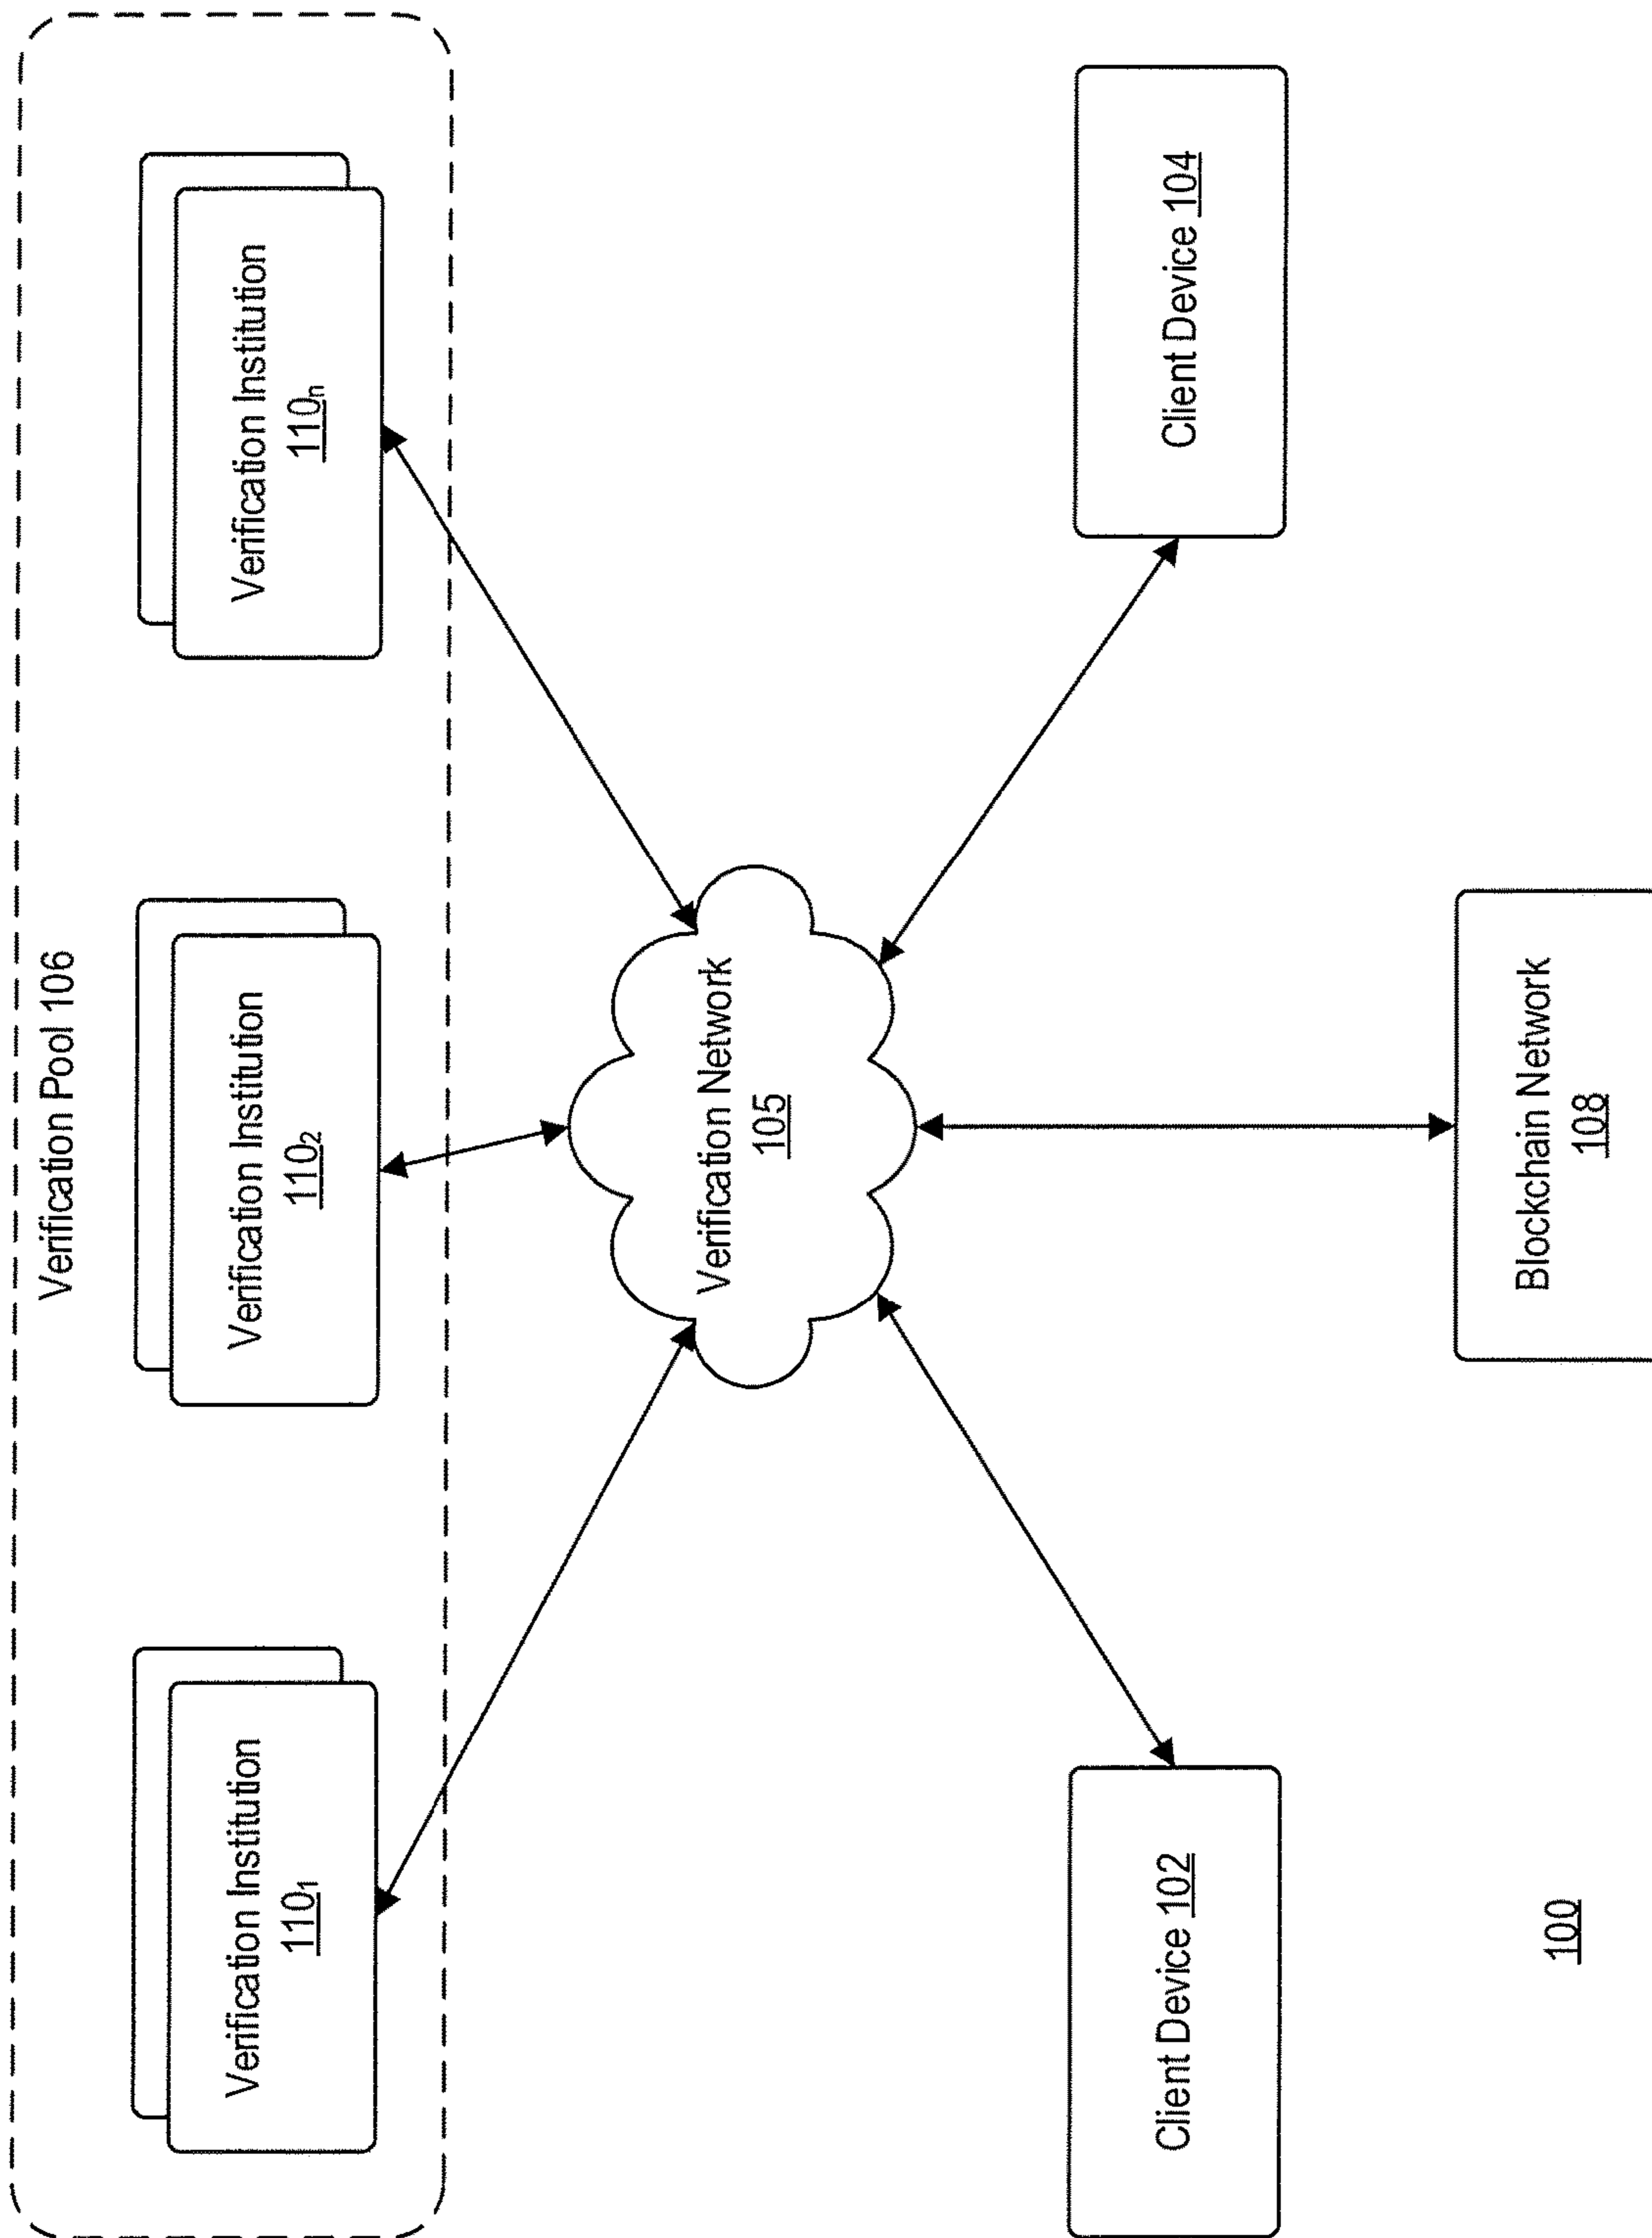 Verification Pool 106
Verification Institution
110₁
Verification Institution
110₂
Verification Institution
110ₙ
Verification Network
105
Client Device 102
Client Device 104
Blockchain Network
108
100